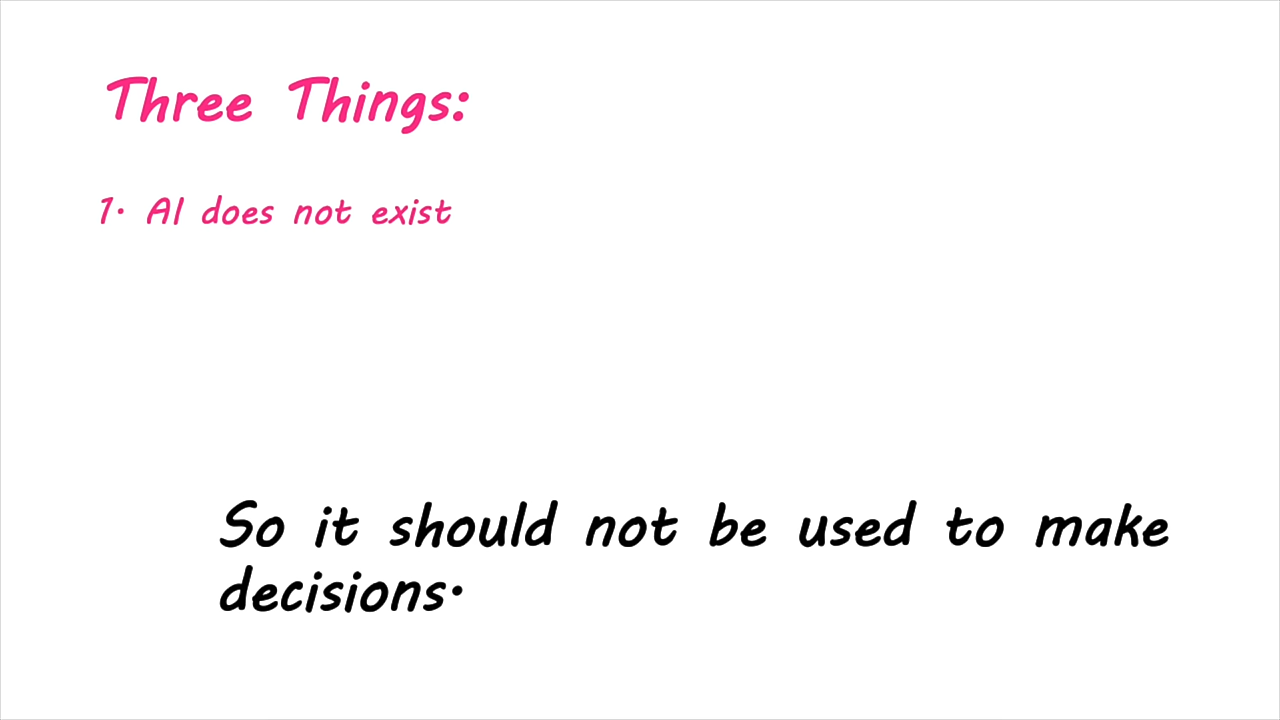 Three Things:
1. AI does not exist
So it should not be used to make
decisions.